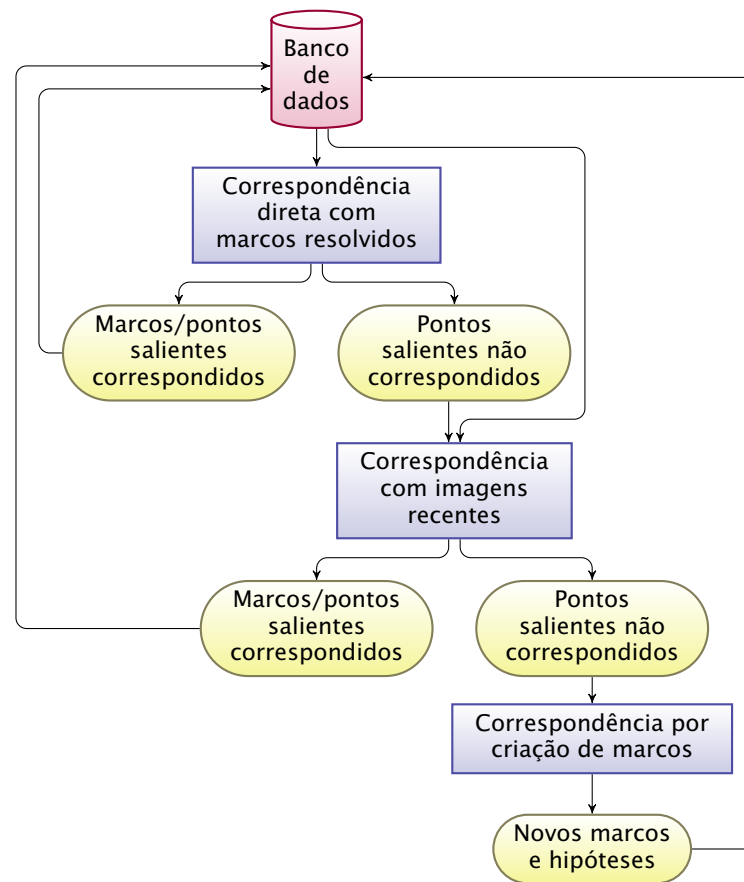 Banco
de
dados
Correspondência
direta com
marcos resolvidos
Marcos/pontos
salientes
correspondidos
Pontos
salientes não
correspondidos
Correspondência
com imagens
recentes
Marcos/pontos
salientes
correspondidos
Pontos
salientes não
correspondidos
Correspondência por
criação de marcos
Novos marcos
e hipóteses